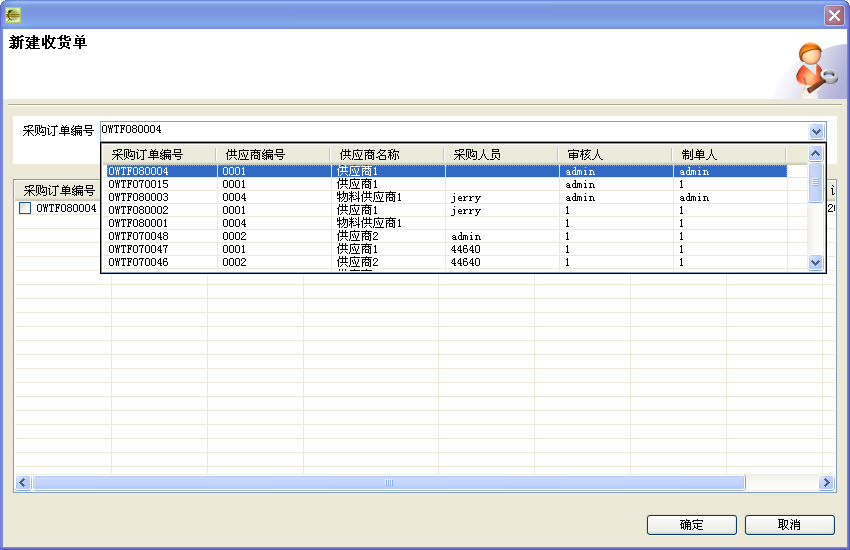 新建收货单
采购订单编号 OWTF080004
采购订单编号 供应商编号 供应商名称 采购人员 审核人 制单人
OWTF080004 0001 供应商1 admin admin
OWTF070015 0001 供应商1 admin 1
OWTF080003 0004 物料供应商1 jerry admin admin
OWTF080002 0001 供应商1 jerry 1 1
OWTF080001 0004 物料供应商1 1 1
OWTF070048 0002 供应商2 admin 1 1
OWTF070047 0001 供应商1 44640 1 1
OWTF070046 0002 供应商2 44640 1 1
采购订单编号
OWTF080004 20
确定 取消